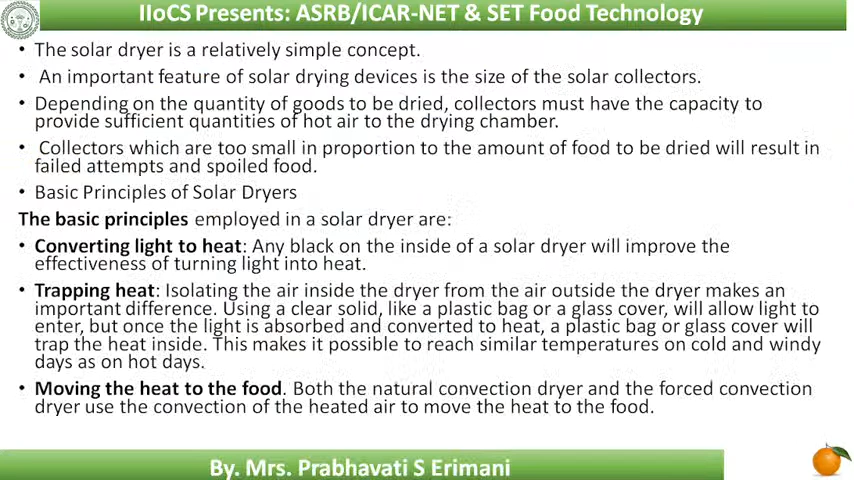 IIoCS Presents: ASRB/ICAR-NET & SET Food Technology
• The solar dryer is a relatively simple concept.
• An important feature of solar drying devices is the size of the solar collectors.
• Depending on the quantity of goods to be dried, collectors must have the capacity to
provide sufficient quantities of hot air to the drying chamber.
• Collectors which are too small in proportion to the amount of food to be dried will result in
failed attempts and spoiled food.
• Basic Principles of Solar Dryers
The basic principles employed in a solar dryer are:
• Converting light to heat: Any black on the inside of a solar dryer will improve the
effectiveness of turning light into heat.
• Trapping heat: Isolating the air inside the dryer from the air outside the dryer makes an
important difference. Using a clear solid, like a plastic bag or a glass cover, will allow light to
enter, but once the light is absorbed and converted to heat, a plastic bag or glass cover will
trap the heat inside. This makes it possible to reach similar temperatures on cold and windy
days as on hot days.
• Moving the heat to the food. Both the natural convection dryer and the forced convection
dryer use the convection of the heated air to move the heat to the food.
By. Mrs. Prabhavati S Erimani